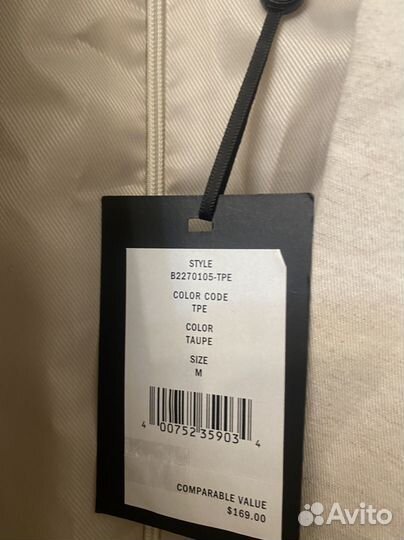 STYLE
B2270105-TPE
COLOR CODE
TPE
COLOR
TAUPE
SIZE
M
4 00752 35903 4
COMPARABLE VALUE
$169.00
Avito